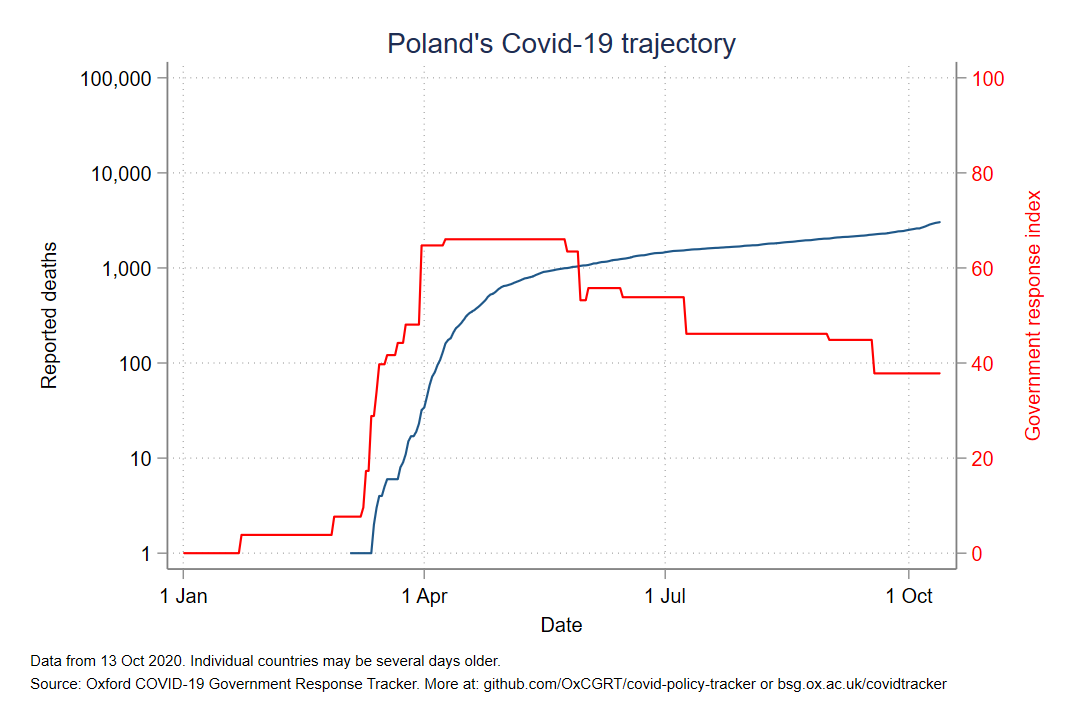 Poland's Covid-19 trajectory
100,000
10,000
1,000
100
10
1
Reported deaths
100
80
60
40
20
0
Government response index
1 Jan
1 Apr
1 Jul
1 Oct
Date
Data from 13 Oct 2020. Individual countries may be several days older.
Source: Oxford COVID-19 Government Response Tracker. More at: github.com/OxCGRT/covid-policy-tracker or bsg.ox.ac.uk/covidtracker